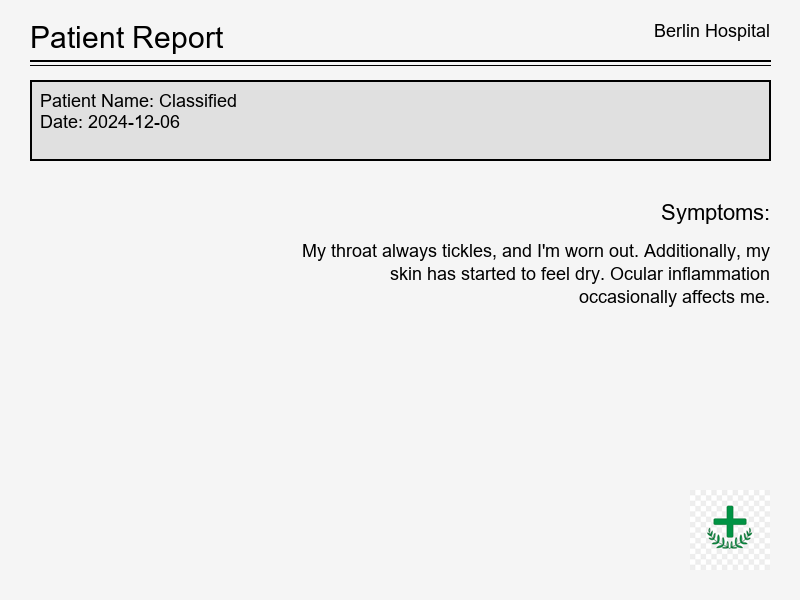 Patient Report
Berlin Hospital
Patient Name: Classified
Date: 2024-12-06
Symptoms:
My throat always tickles, and I'm worn out. Additionally, my
skin has started to feel dry. Ocular inflammation
occasionally affects me.